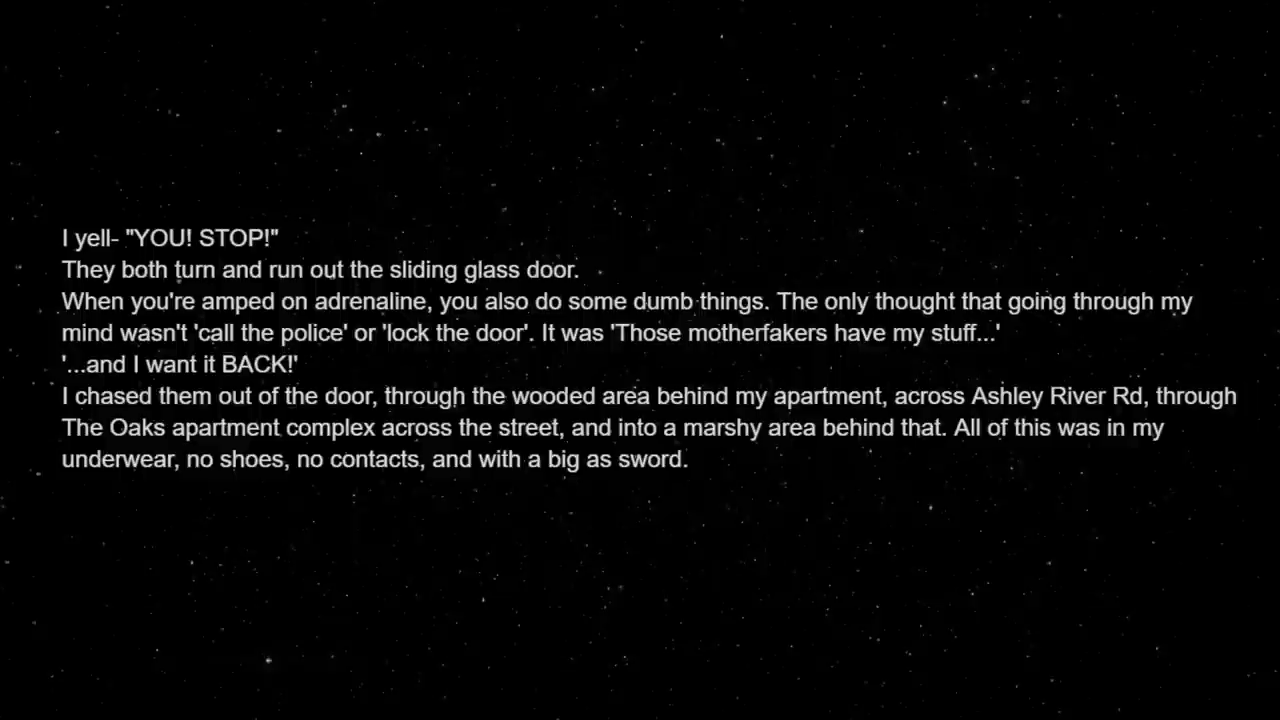 I yell- "YOU! STOP!"
They both turn and run out the sliding glass door.
When you're amped on adrenaline, you also do some dumb things. The only thought that going through my
mind wasn't 'call the police' or 'lock the door'. It was 'Those motherfakers have my stuff...'
'...and I want it BACK!'
I chased them out of the door, through the wooded area behind my apartment, across Ashley River Rd, through
The Oaks apartment complex across the street, and into a marshy area behind that. All of this was in my
underwear, no shoes, no contacts, and with a big as sword.